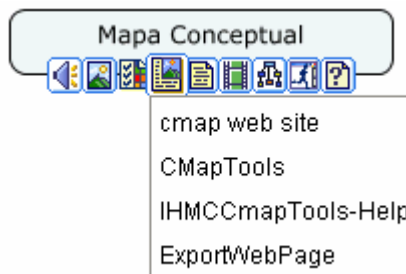 Mapa Conceptual
cmap web site
CMapTools
IHMCCmapTools-Help
ExportWebPage